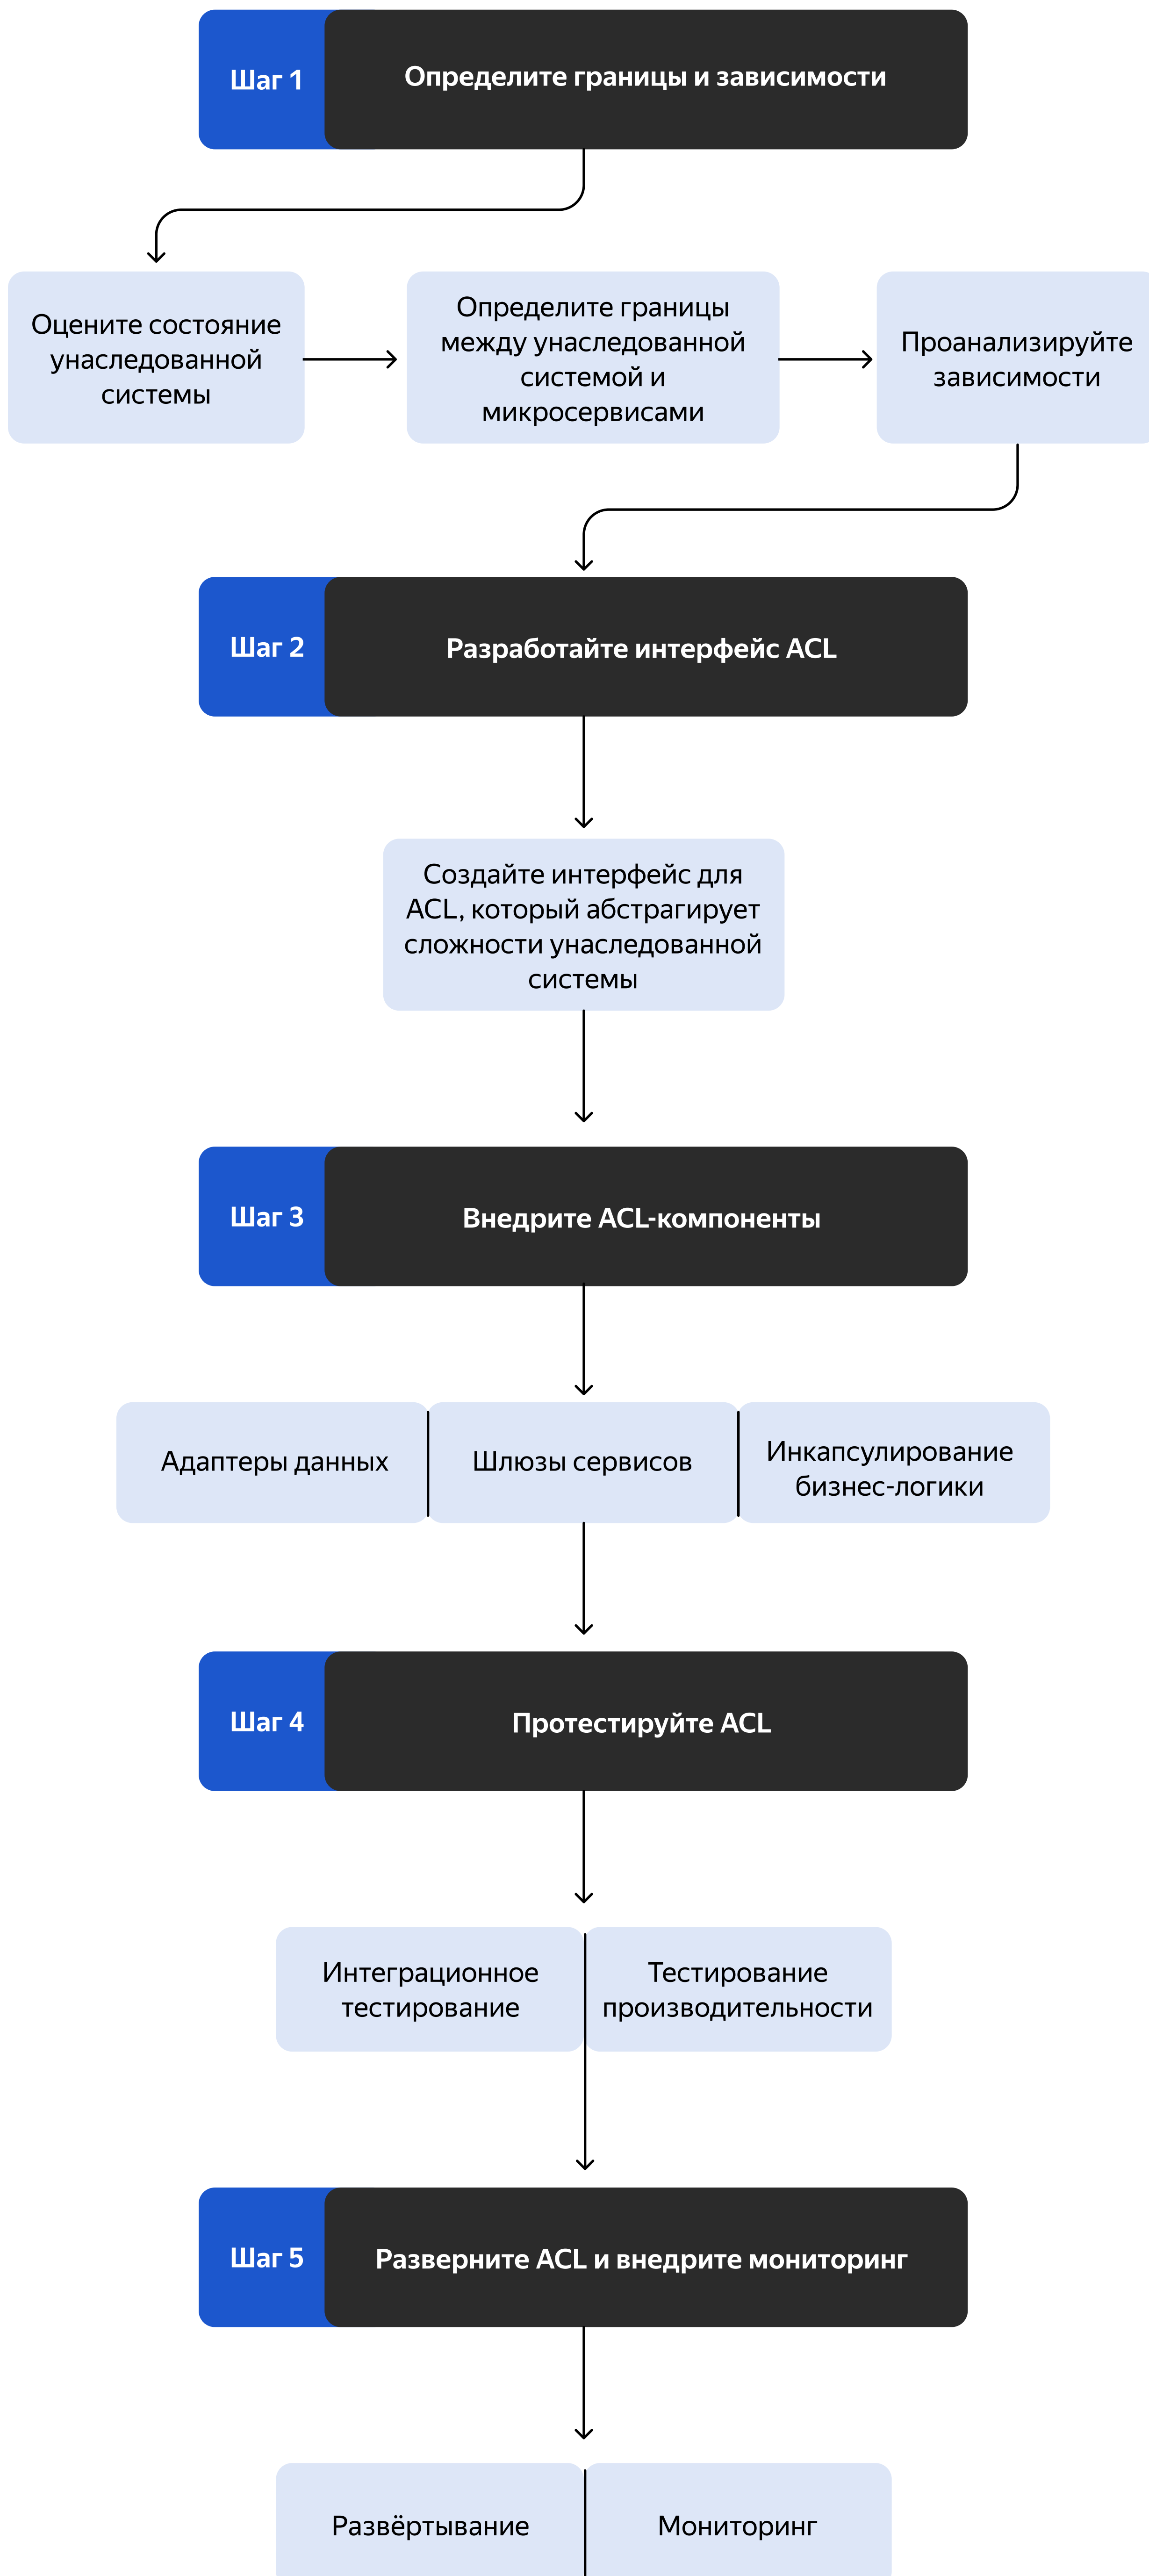 Шаг 1
Определите границы и зависимости
Оцените состояние
унаследованной
системы
Определите границы
между унаследованной
системой и
микросервисами
Проанализируйте
зависимости
Шаг 2
Разработайте интерфейс ACL
Создайте интерфейс для
ACL, который абстрагирует
сложности унаследованной
системы
Шаг 3
Внедрите ACL-компоненты
Адаптеры данных
Шлюзы сервисов
Инкапсулирование
бизнес-логики
Шаг 4
Протестируйте ACL
Интеграционное
тестирование
Тестирование
производительности
Шаг 5
Разверните ACL и внедрите мониторинг
Развёртывание
Мониторинг